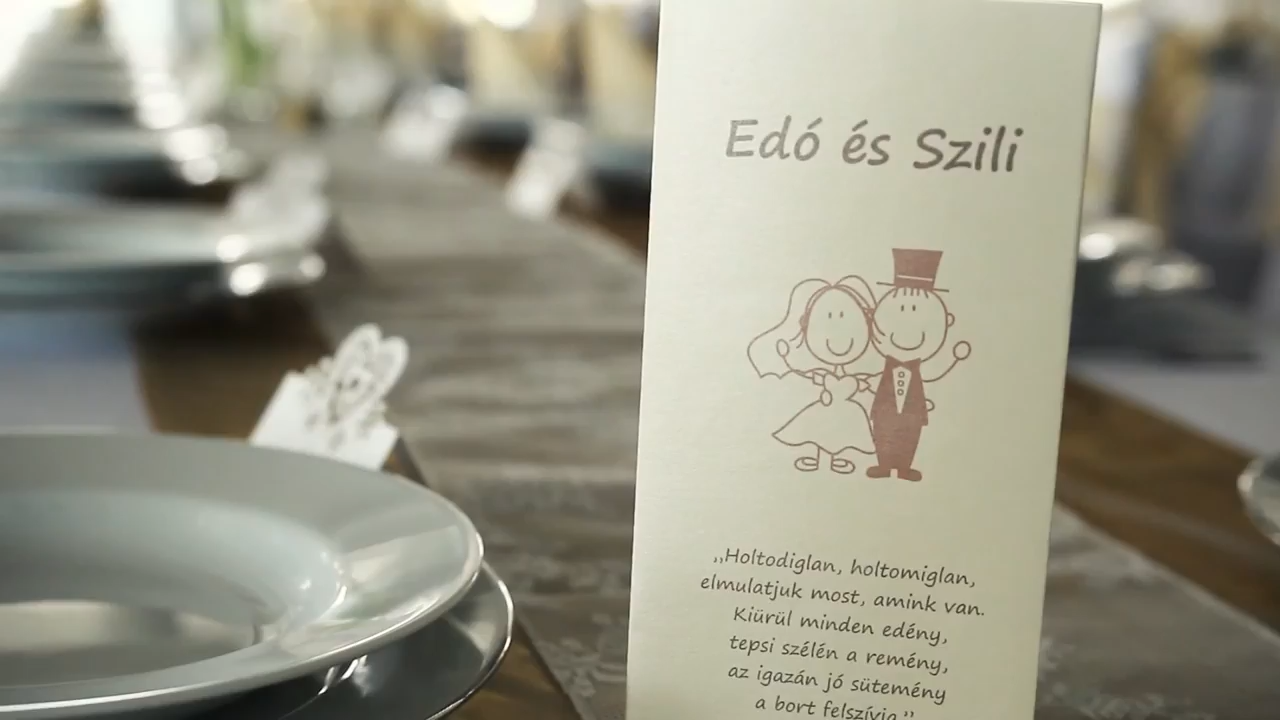 Edó és Szili
„Holtodiglan, holtomiglan,
elmulatjuk most, amink van.
Kiürül minden edény,
tepsi szélén a remény,
az igazán jó sütemény
a bort felszívja”